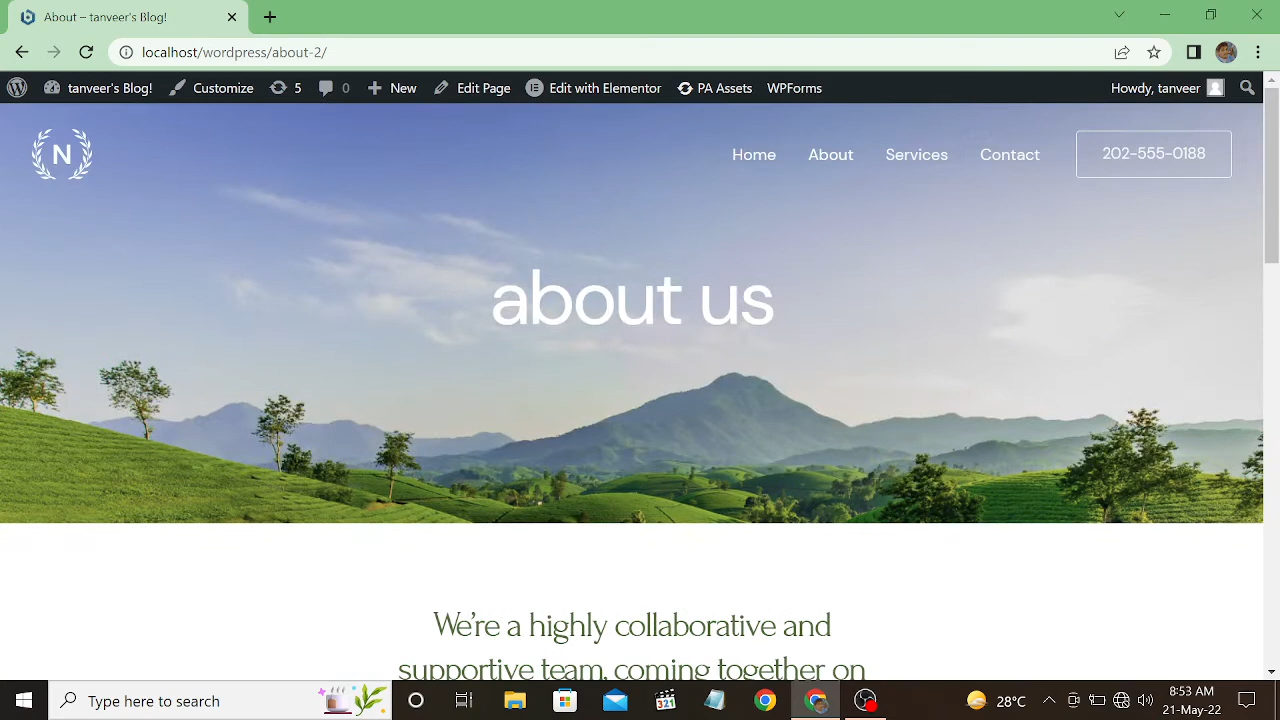 About – tanveer's Blog!
localhost/wordpress/about-2/
tanveer's Blog! Customize 5 0 New Edit Page Edit with Elementor PA Assets WPForms Howdy, tanveer
N Home About Services Contact 202-555-0188
about us
We're a highly collaborative and
supportive team, coming together on
Type here to search 321 28°C 8:53 AM
21-May-22